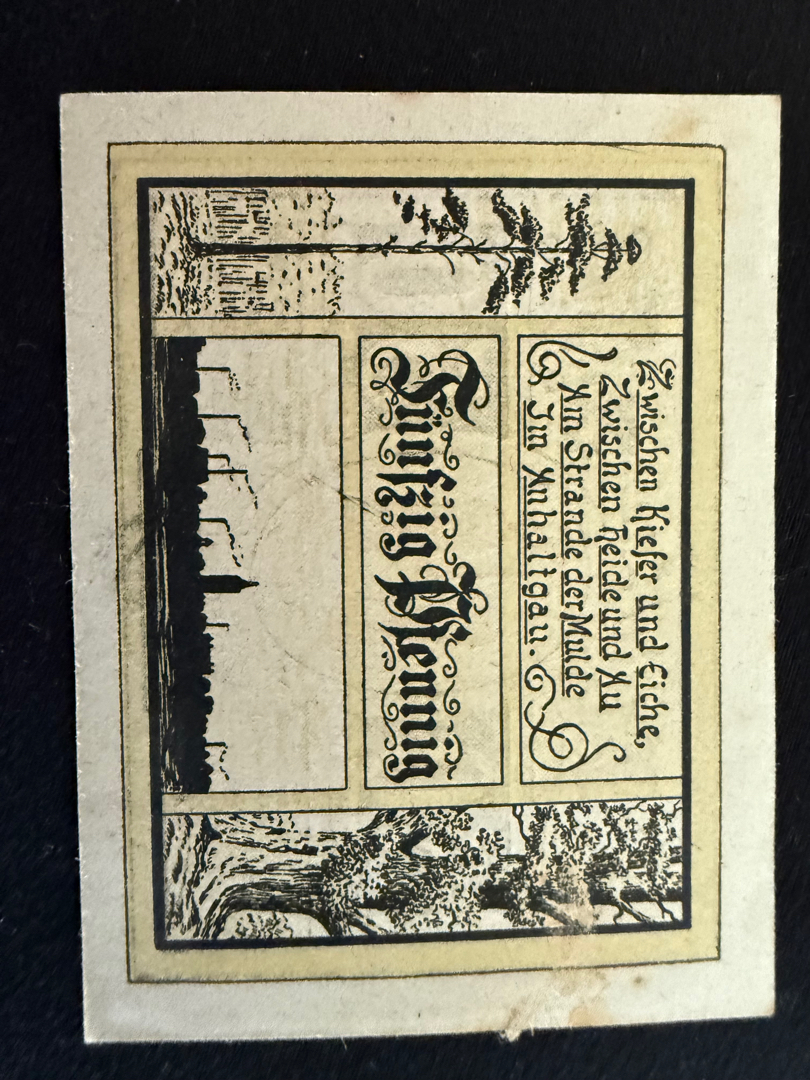 Zwischen Kiefer und Eiche,
Zwischen Heide und Au
Am Strande der Mulde
Im Anhaltgau.
Fünfzig Pfennig